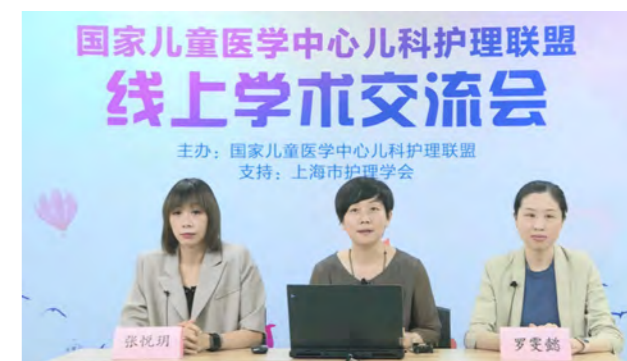 国家儿童医学中心儿科护理联盟
线上学术交流会
主办：国家儿童医学中心儿科护理联盟
支持：上海市护理学会
张悦玥
罗雯懿